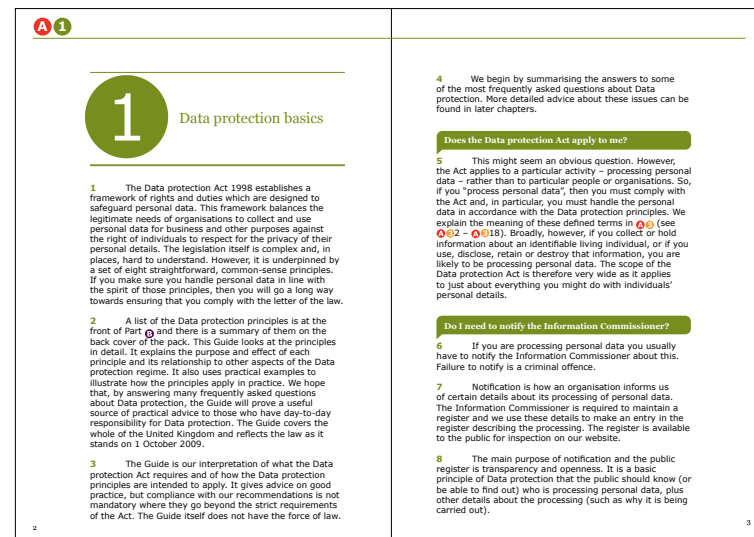 A 1
1
Data protection basics
1 The Data protection Act 1998 establishes a
framework of rights and duties which are designed to
safeguard personal data. This framework balances the
legitimate needs of organisations to collect and use
personal data for business and other purposes against
the right of individuals to respect for the privacy of their
personal details. The legislation itself is complex and, in
places, hard to understand. However, it is underpinned by
a set of eight straightforward, common-sense principles.
If you make sure you handle personal data in line with
the spirit of those principles, then you will go a long way
towards ensuring that you comply with the letter of the law.
2 A list of the Data protection principles is at the
front of Part B and there is a summary of them on the
back cover of the pack. This Guide looks at the principles
in detail. It explains the purpose and effect of each
principle and its relationship to other aspects of the Data
protection regime. It also uses practical examples to
illustrate how the principles apply in practice. We hope
that, by answering many frequently asked questions
about Data protection, the Guide will prove a useful
source of practical advice to those who have day-to-day
responsibility for Data protection. The Guide covers the
whole of the United Kingdom and reflects the law as it
stands on 1 October 2009.
3 The Guide is our interpretation of what the Data
protection Act requires and of how the Data protection
principles are intended to apply. It gives advice on good
practice, but compliance with our recommendations is not
mandatory where they go beyond the strict requirements
of the Act. The Guide itself does not have the force of law.
2
4 We begin by summarising the answers to some
of the most frequently asked questions about Data
protection. More detailed advice about these issues can be
found in later chapters.
Does the Data protection Act apply to me?
5 This might seem an obvious question. However,
the Act applies to a particular activity – processing personal
data – rather than to particular people or organisations. So,
if you “process personal data”, then you must comply with
the Act and, in particular, you must handle the personal
data in accordance with the Data protection principles. We
explain the meaning of these defined terms in A3 (see
A32 – A318). Broadly, however, if you collect or hold
information about an identifiable living individual, or if you
use, disclose, retain or destroy that information, you are
likely to be processing personal data. The scope of the
Data protection Act is therefore very wide as it applies
to just about everything you might do with individuals’
personal details.
Do I need to notify the Information Commissioner?
6 If you are processing personal data you usually
have to notify the Information Commissioner about this.
Failure to notify is a criminal offence.
7 Notification is how an organisation informs us
of certain details about its processing of personal data.
The Information Commissioner is required to maintain a
register and we use these details to make an entry in the
register describing the processing. The register is available
to the public for inspection on our website.
8 The main purpose of notification and the public
register is transparency and openness. It is a basic
principle of Data protection that the public should know (or
be able to find out) who is processing personal data, plus
other details about the processing (such as why it is being
carried out).
3